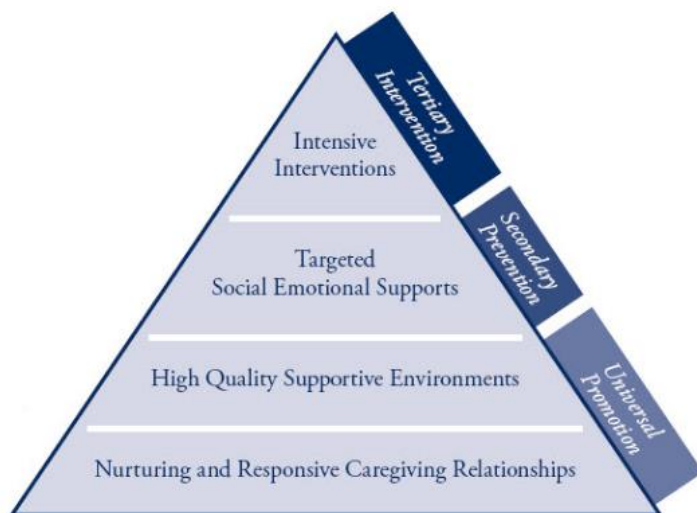 Tertiary
Intervention
Intensive
Interventions
Secondary
Prevention
Targeted
Social Emotional Supports
Universal
Promotion
High Quality Supportive Environments
Nurturing and Responsive Caregiving Relationships